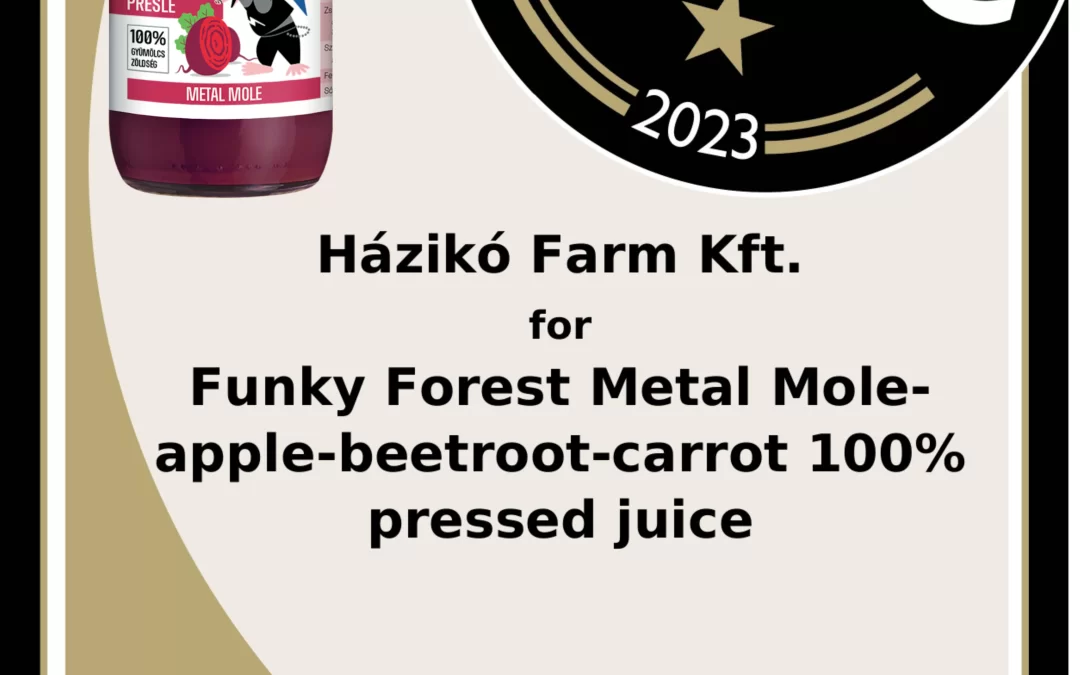 PRÉSLÉ
100%
GYÜMÖLCS
ZÖLDSÉG
METAL MOLE
2023
Házikó Farm Kft.
for
Funky Forest Metal Mole-
apple-beetroot-carrot 100%
pressed juice